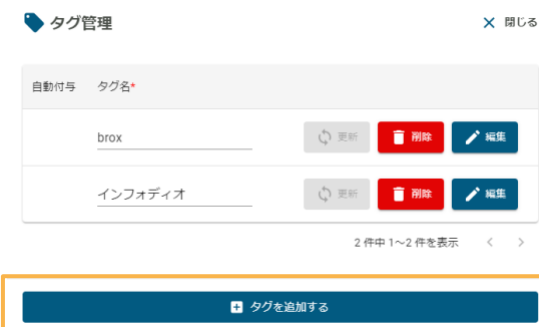 タグ管理
閉じる
自動付与 タグ名*
brox 更新 削除 編集
インフォディオ 更新 削除 編集
2 件中 1～2 件を表示
タグを追加する